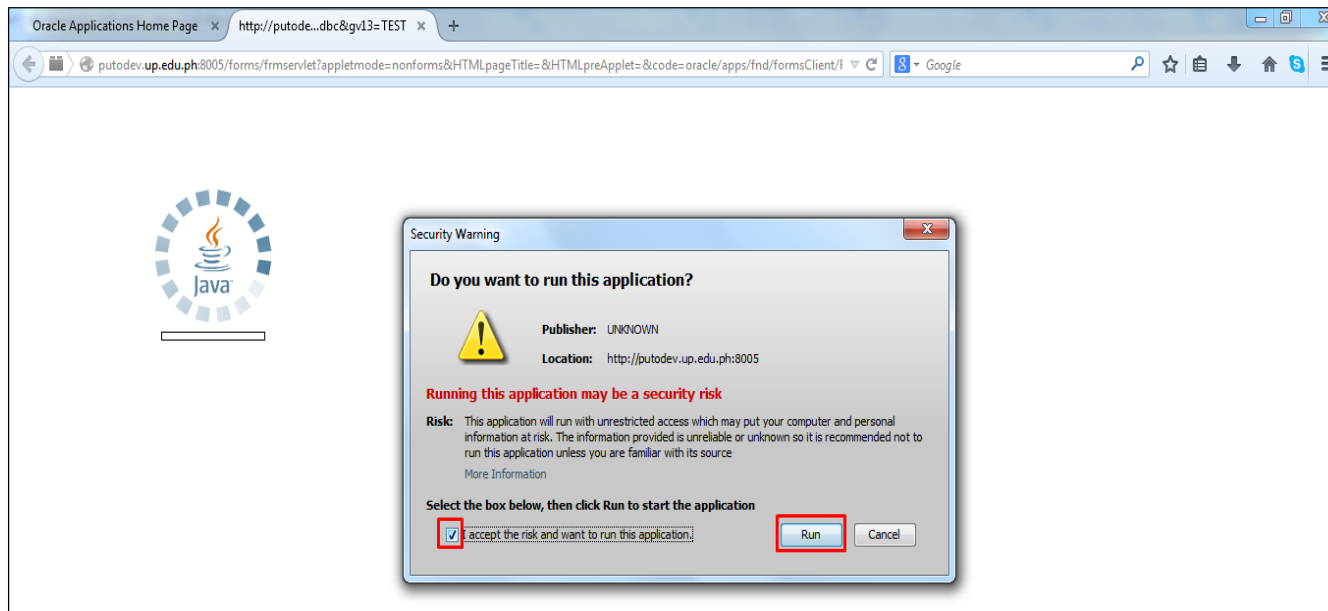 Oracle Applications Home Page × http://putode...dbc&gv13=TEST × +
putodev.up.edu.ph:8005/forms/frmservlet?appletmode=nonforms&HTMLpageTitle=&HTMLpreApplet=&code=oracle/apps/fnd/formsClient/ 8 Google
Java
Security Warning
Do you want to run this application?
Publisher: UNKNOWN
Location: http://putodev.up.edu.ph:8005
Running this application may be a security risk
Risk: This application will run with unrestricted access which may put your computer and personal
information at risk. The information provided is unreliable or unknown so it is recommended not to
run this application unless you are familiar with its source
More Information
Select the box below, then click Run to start the application
I accept the risk and want to run this application.
Run Cancel